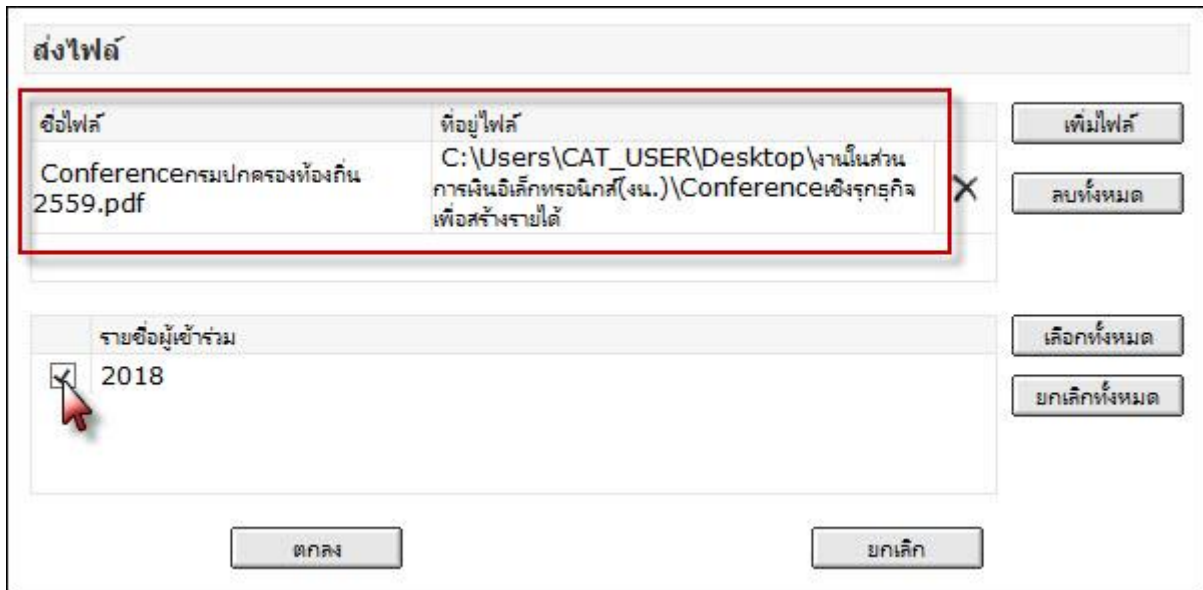 ส่งไฟล์
ชื่อไฟล์ ที่อยู่ไฟล์ เพิ่มไฟล์
Conferenceกรมปกครองท้องถิ่น
2559.pdf
C:\Users\CAT_USER\Desktop\งานในส่วน
การเงินอิเล็กทรอนิกส์(งน.)\Conferenceเชิงรุกธุรกิจ
เพื่อสร้างรายได้
ลบทั้งหมด
รายชื่อผู้เข้าร่วม เลือกทั้งหมด
2018
ยกเลิกทั้งหมด
ตกลง ยกเลิก